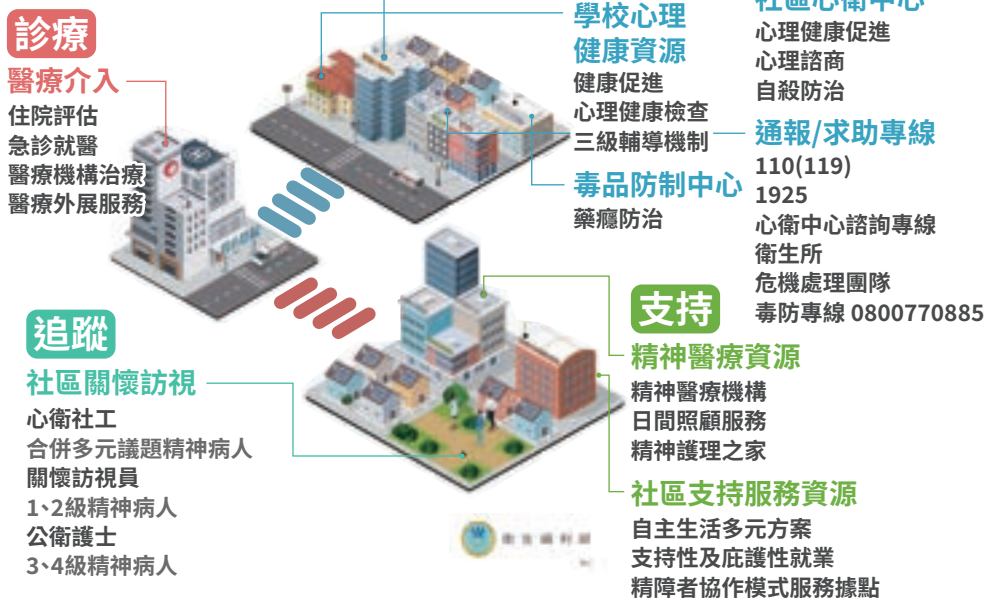 診療
醫療介入
住院評估
急診就醫
醫療機構治療
醫療外展服務
學校心理
健康資源
健康促進
心理健康檢查
三級輔導機制
毒品防制中心
藥癮防治
社區心衛中心
心理健康促進
心理諮商
自殺防治
通報/求助專線
110(119)
1925
心衛中心諮詢專線
衛生所
危機處理團隊
毒防專線 0800770885
追蹤
社區關懷訪視
心衛社工
合併多元議題精神病人
關懷訪視員
1、2級精神病人
公衛護士
3、4級精神病人
支持
精神醫療資源
精神醫療機構
日間照顧服務
精神護理之家
社區支持服務資源
自主生活多元方案
支持性及庇護性就業
精障者協作模式服務據點
衛生福利部